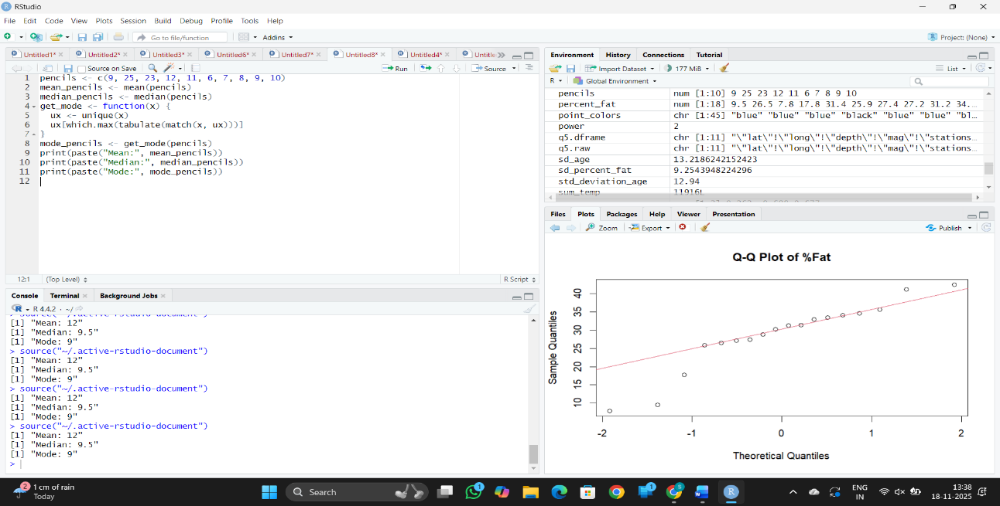 RStudio
File Edit Code View Plots Session Build Debug Profile Tools Help
Go to file/function Addins Project: (None)
Untitled1* Untitled2* Untitled3* Untitled6* Untitled7* Untitled8* Untitled4* Untitle
Source on Save Run Source
1 pencils <- c(9, 25, 23, 12, 11, 6, 7, 8, 9, 10)
2 mean_pencils <- mean(pencils)
3 median_pencils <- median(pencils)
4 get_mode <- function(x) {
5 ux <- unique(x)
6 ux[which.max(tabulate(match(x, ux)))]
7 }
8 mode_pencils <- get_mode(pencils)
9 print(paste("Mean:", mean_pencils))
10 print(paste("Median:", median_pencils))
11 print(paste("Mode:", mode_pencils))
12
12:1 (Top Level) R Script
Console Terminal Background Jobs
R 4.4.2 · ~/
> source("~/.active-rstudio-document")
[1] "Mean: 12"
[1] "Median: 9.5"
[1] "Mode: 9"
> source("~/.active-rstudio-document")
[1] "Mean: 12"
[1] "Median: 9.5"
[1] "Mode: 9"
> source("~/.active-rstudio-document")
[1] "Mean: 12"
[1] "Median: 9.5"
[1] "Mode: 9"
> source("~/.active-rstudio-document")
[1] "Mean: 12"
[1] "Median: 9.5"
[1] "Mode: 9"
>
Environment History Connections Tutorial
Import Dataset 177 MiB List
R Global Environment
pencils num [1:10] 9 25 23 12 11 6 7 8 9 10
percent_fat num [1:18] 9.5 26.5 7.8 17.8 31.4 25.9 27.4 27.2 31.2 34...
point_colors chr [1:45] "blue" "blue" "blue" "black" "blue" "blue" "bl...
power 2
q5.dframe chr [1:11] "\"lat\"!\"long\"!\"depth\"!\"mag\"!\"stations...
q5.raw chr [1:11] "\"lat\"!\"long\"!\"depth\"!\"mag\"!\"stations...
sd_age 13.2186242152423
sd_percent_fat 9.2543948224296
std_deviation_age 12.94
sum_temp 11916L
Files Plots Packages Help Viewer Presentation
Zoom Export Publish
Q-Q Plot of %Fat
Sample Quantiles
40
35
30
25
20
15
10
-2 -1 0 1 2
Theoretical Quantiles
2 1 cm of rain
Today
Search
1
1
S
ENG
IN
13:38
18-11-2025